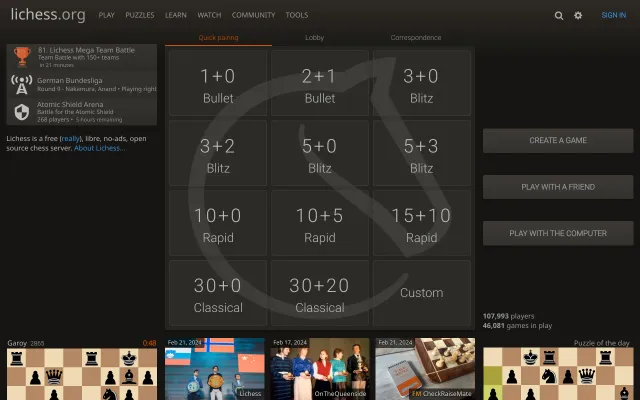 lichess.org PLAY PUZZLES LEARN WATCH COMMUNITY TOOLS SIGN IN
Quick pairing Lobby Correspondence
81. Lichess Mega Team Battle
Team Battle with 150+ teams
in 21 minutes
German Bundesliga
Round 9 - Nakamura, Anand • Playing right
Atomic Shield Arena
Battle for the Atomic Shield
268 players • 5 hours remaining
Lichess is a free (really), libre, no-ads, open
source chess server. About Lichess...
1+0
Bullet
2+1
Bullet
3+0
Blitz
3+2
Blitz
5+0
Blitz
5+3
Blitz
10+0
Rapid
10+5
Rapid
15+10
Rapid
30+0
Classical
30+20
Classical
Custom
CREATE A GAME
PLAY WITH A FRIEND
PLAY WITH THE COMPUTER
107,993 players
46,081 games in play
Garoy 2865 0:48
Feb 21, 2024
Lichess
Feb 17, 2024
OnTheQueenside
Feb 21, 2024
FM CheckRaiseMate
Puzzle of the day